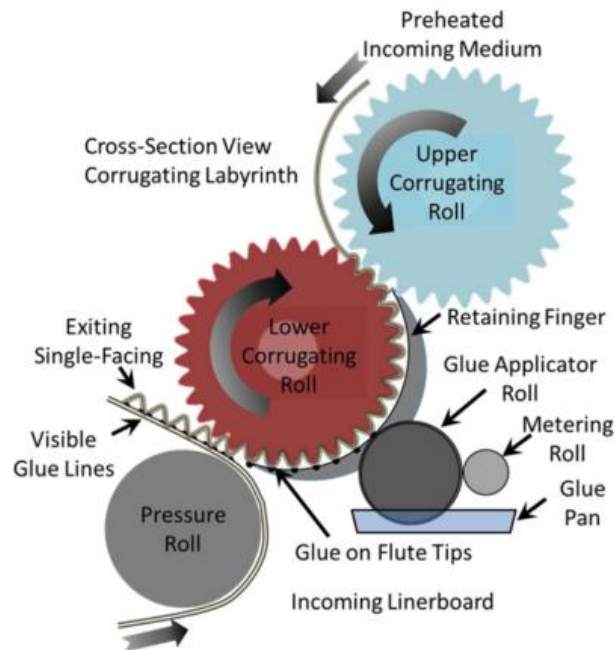 Preheated
Incoming Medium
Cross-Section View
Corrugating Labyrinth
Upper
Corrugating
Roll
Exiting
Single-Facing
Lower
Corrugating
Roll
Retaining Finger
Glue Applicator
Roll
Visible
Glue Lines
Metering
Roll
Pressure
Roll
Glue
Pan
Glue on Flute Tips
Incoming Linerboard